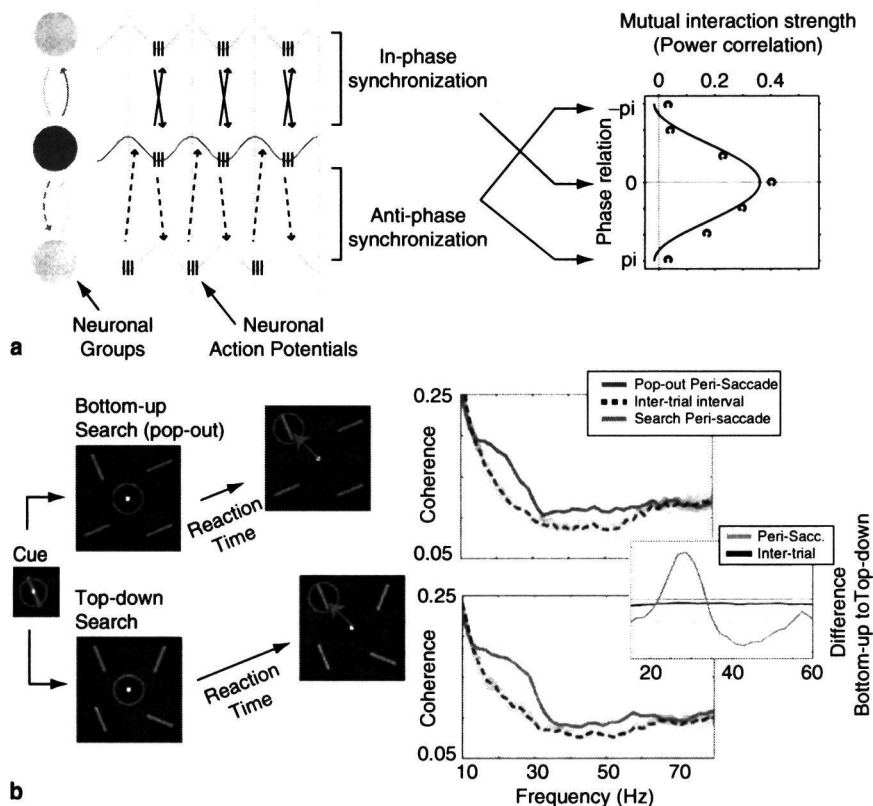 Mutual interaction strength
(Power correlation)
0 0.2 0.4
In-phase
synchronization
Anti-phase
synchronization
Phase relation
–pi
0
pi
Neuronal
Groups
Neuronal
Action Potentials
a
Bottom-up
Search (pop-out)
Reaction
Time
Cue
Top-down
Search
Reaction
Time
Pop-out Peri-Saccade
Inter-trial interval
Search Peri-saccade
0.25
Coherence
0.05
Peri-Sacc.
Inter-trial
Difference
Bottom-up toTop-down
20 40 60
0.25
Coherence
0.05
10 30 50 70
Frequency (Hz)
b